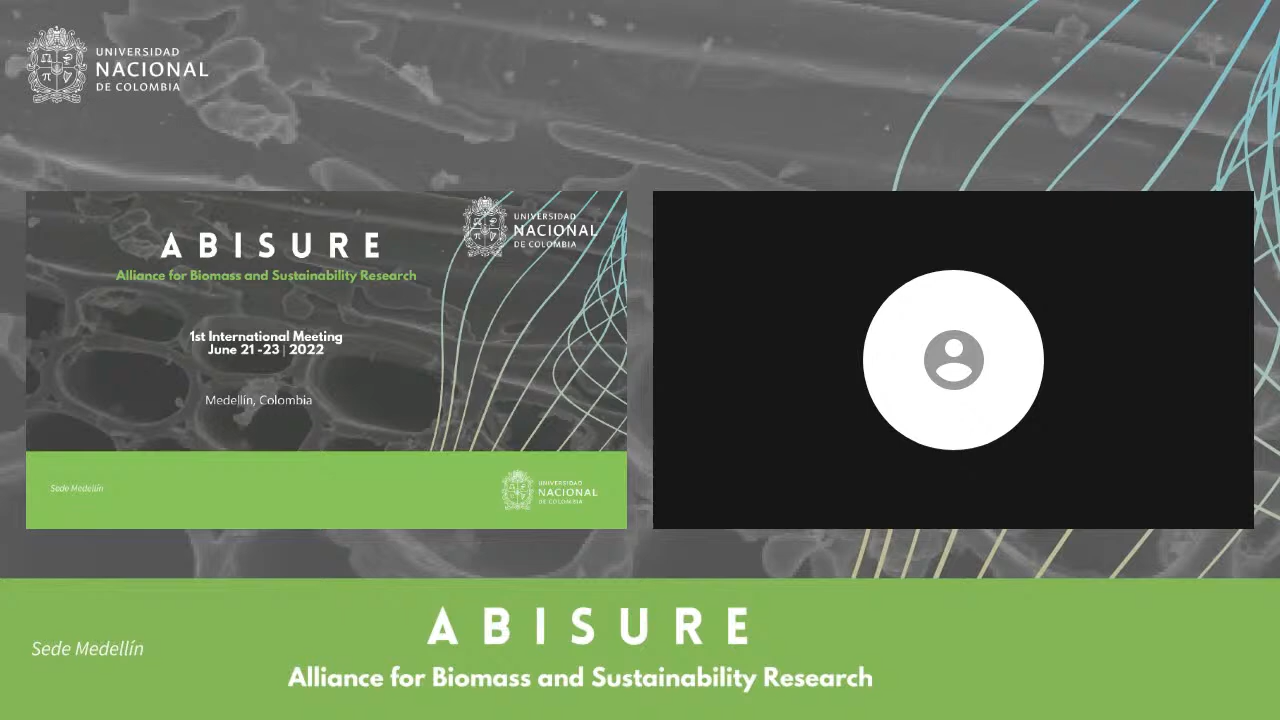 UNIVERSIDAD
NACIONAL
DE COLOMBIA
ABISURE
Alliance for Biomass and Sustainability Research
1st International Meeting
June 21 -23 | 2022
Medellín, Colombia
UNIVERSIDAD
NACIONAL
DE COLOMBIA
Sede Medellín
UNIVERSIDAD
NACIONAL
DE COLOMBIA
Sede Medellín
ABISURE
Alliance for Biomass and Sustainability Research